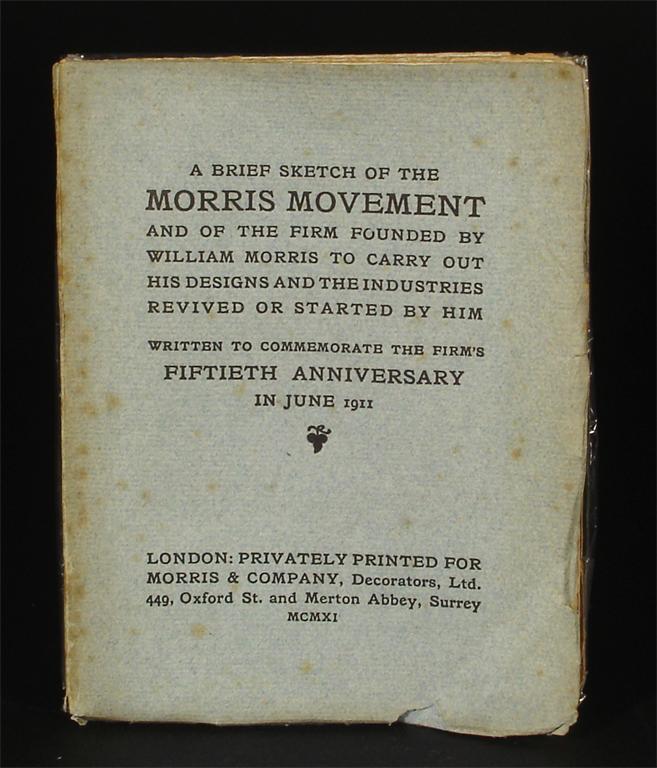 A BRIEF SKETCH OF THE
MORRIS MOVEMENT
AND OF THE FIRM FOUNDED BY
WILLIAM MORRIS TO CARRY OUT
HIS DESIGNS AND THE INDUSTRIES
REVIVED OR STARTED BY HIM
WRITTEN TO COMMEMORATE THE FIRM'S
FIFTIETH ANNIVERSARY
IN JUNE 1911
LONDON: PRIVATELY PRINTED FOR
MORRIS & COMPANY, Decorators, Ltd.
449, Oxford St. and Merton Abbey, Surrey
MCMXI